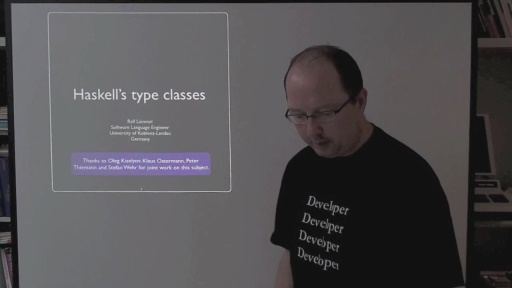 Haskell's type classes
Ralf Lämmel
Software Language Engineer
University of Koblenz-Landau
Germany
Thanks to Oleg Kiselyov, Klaus Ostermann, Peter
Thiemann and Stefan Wehr for joint work on this subject.
Developer
Developer
Developer
Developer